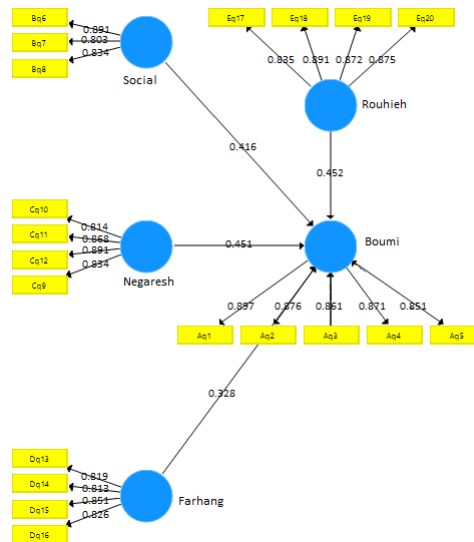 Bq6
Bq7
Bq8
0.891
0.803
0.834
Social
Eq17
Eq18
Eq19
Eq20
0.835
0.891
0.872
0.875
Rouhieh
0.416
0.452
Cq10
Cq11
Cq12
Cq9
0.814
0.868
0.891
0.834
Negaresh
0.451
Boumi
0.897
0.876
0.861
0.871
0.851
Aq1
Aq2
Aq3
Aq4
Aq5
0.328
Dq13
Dq14
Dq15
Dq16
0.819
0.813
0.851
0.826
Farhang